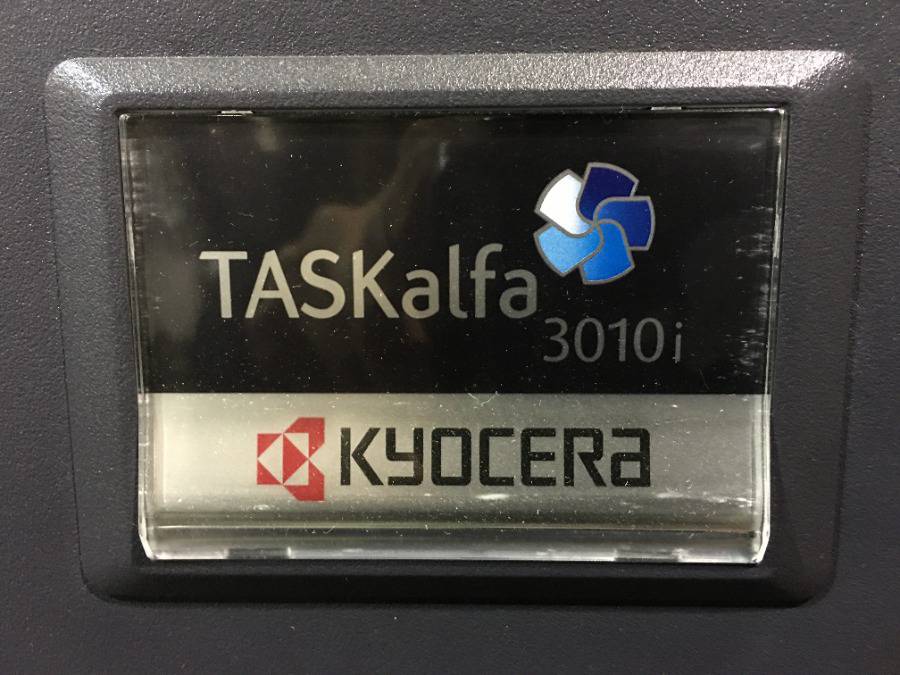 TASKalfa
3010i
KYOCERA